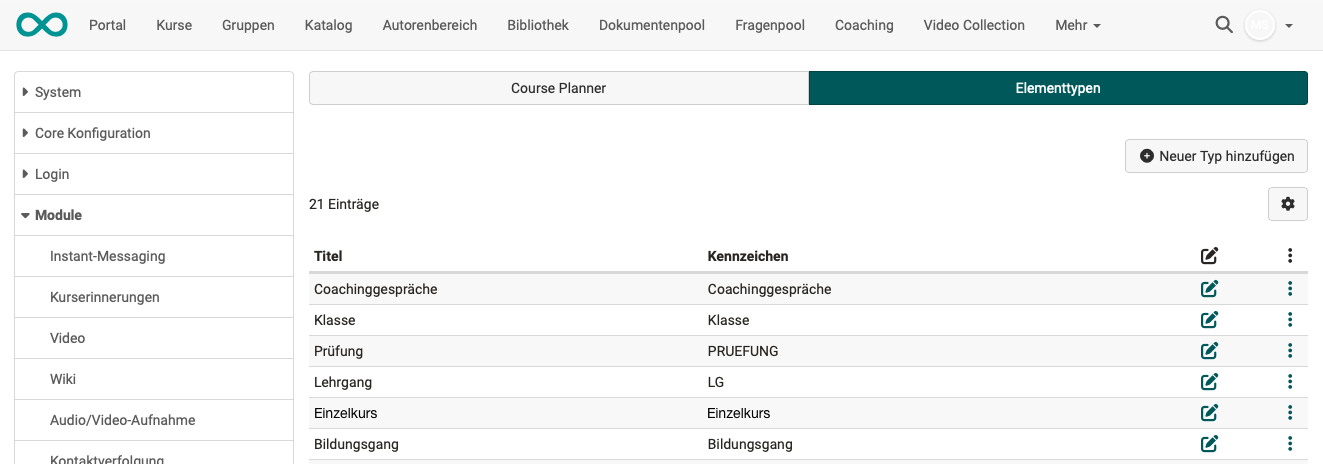 Portal Kurse Gruppen Katalog Autorenbereich Bibliothek Dokumentenpool Fragenpool Coaching Video Collection Mehr
System
Core Konfiguration
Login
Module
Instant-Messaging
Kurserinnerungen
Video
Wiki
Audio/Video-Aufnahme
Kontaktverfolgung
Course Planner Elementtypen
Neuer Typ hinzufügen
21 Einträge
Titel Kennzeichen
Coachinggespräche Coachinggespräche
Klasse Klasse
Prüfung PRUEFUNG
Lehrgang LG
Einzelkurs Einzelkurs
Bildungsgang Bildungsgang